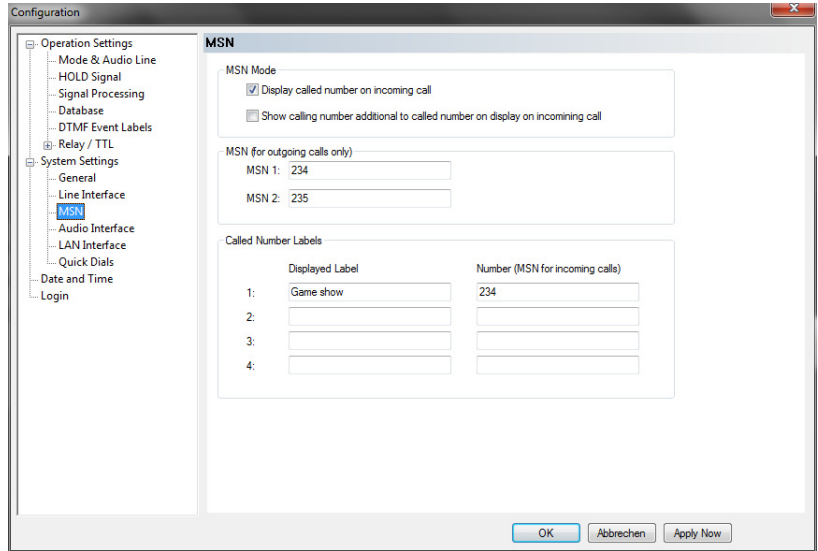 Configuration
Operation Settings
Mode & Audio Line
HOLD Signal
Signal Processing
Database
DTMF Event Labels
Relay / TTL
System Settings
General
Line Interface
MSN
Audio Interface
LAN Interface
Quick Dials
Date and Time
Login
MSN
MSN Mode
Display called number on incoming call
Show calling number additional to called number on display on incomining call
MSN (for outgoing calls only)
MSN 1: 234
MSN 2: 235
Called Number Labels
Displayed Label Number (MSN for incoming calls)
1: Game show 234
2:
3:
4:
OK Abbrechen Apply Now